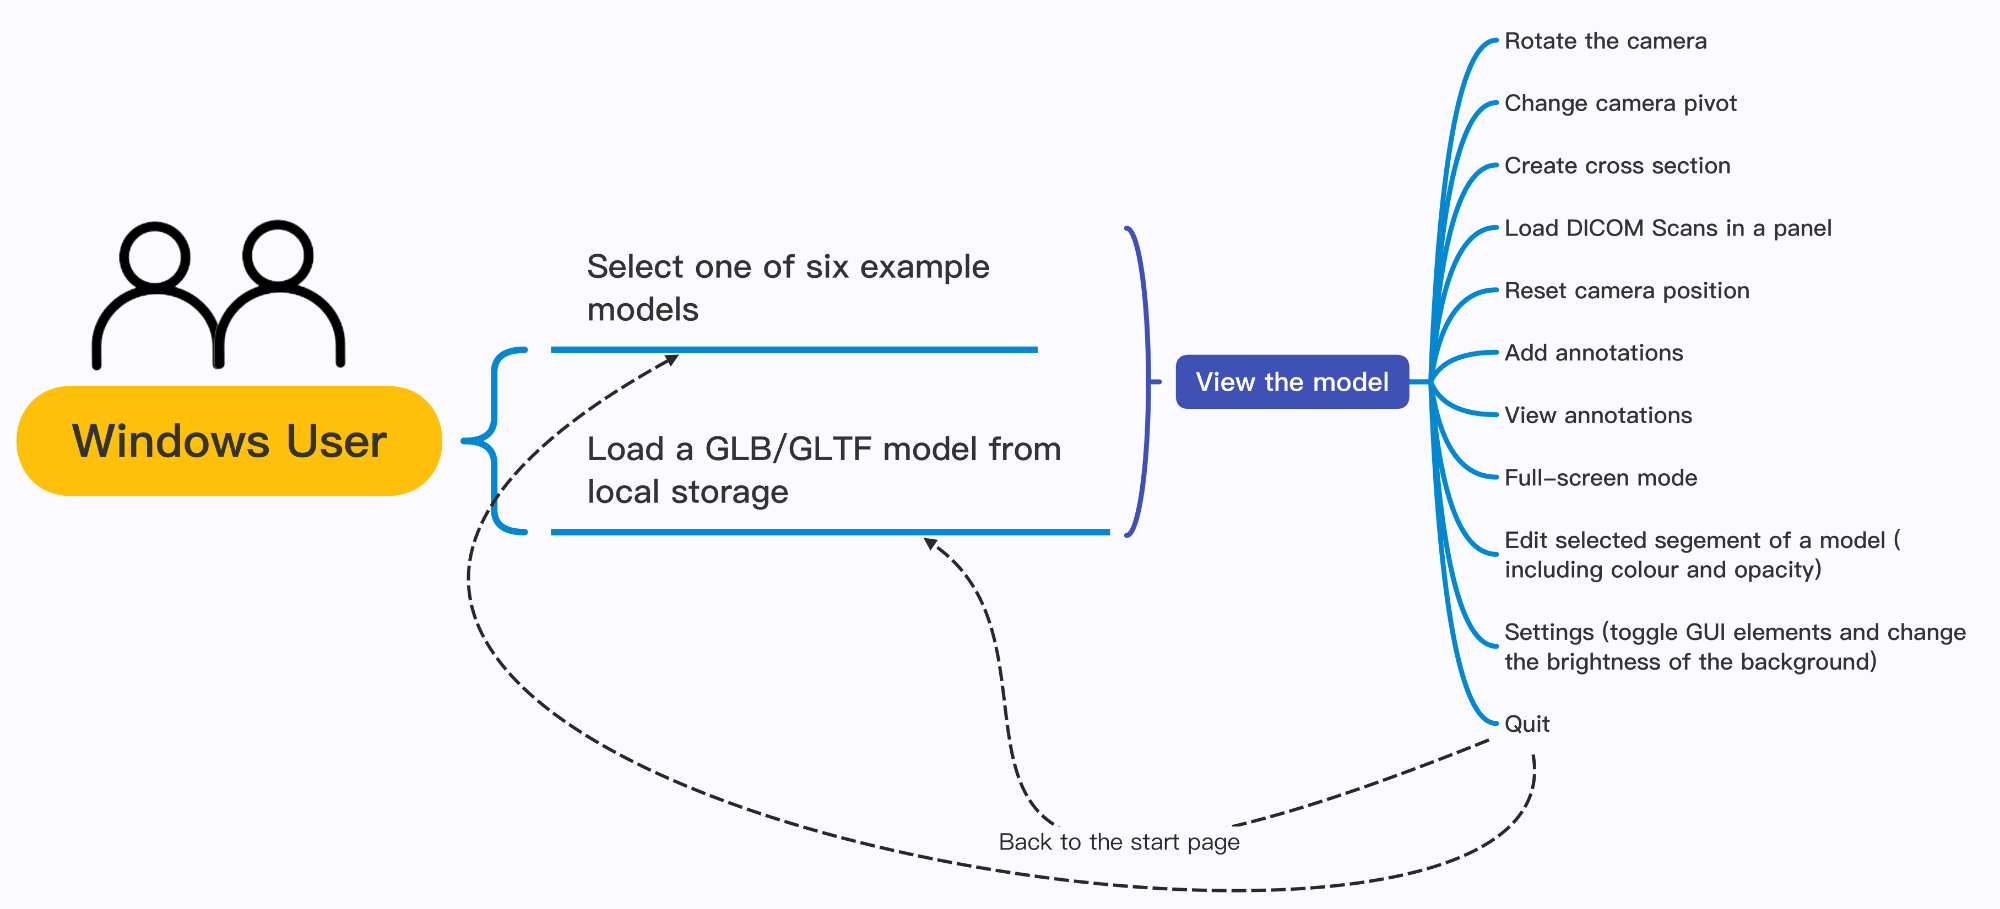 Windows User
Select one of six example
models
Load a GLB/GLTF model from
local storage
View the model
Rotate the camera
Change camera pivot
Create cross section
Load DICOM Scans in a panel
Reset camera position
Add annotations
View annotations
Full-screen mode
Edit selected segement of a model (
including colour and opacity)
Settings (toggle GUI elements and change
the brightness of the background)
Quit
Back to the start page